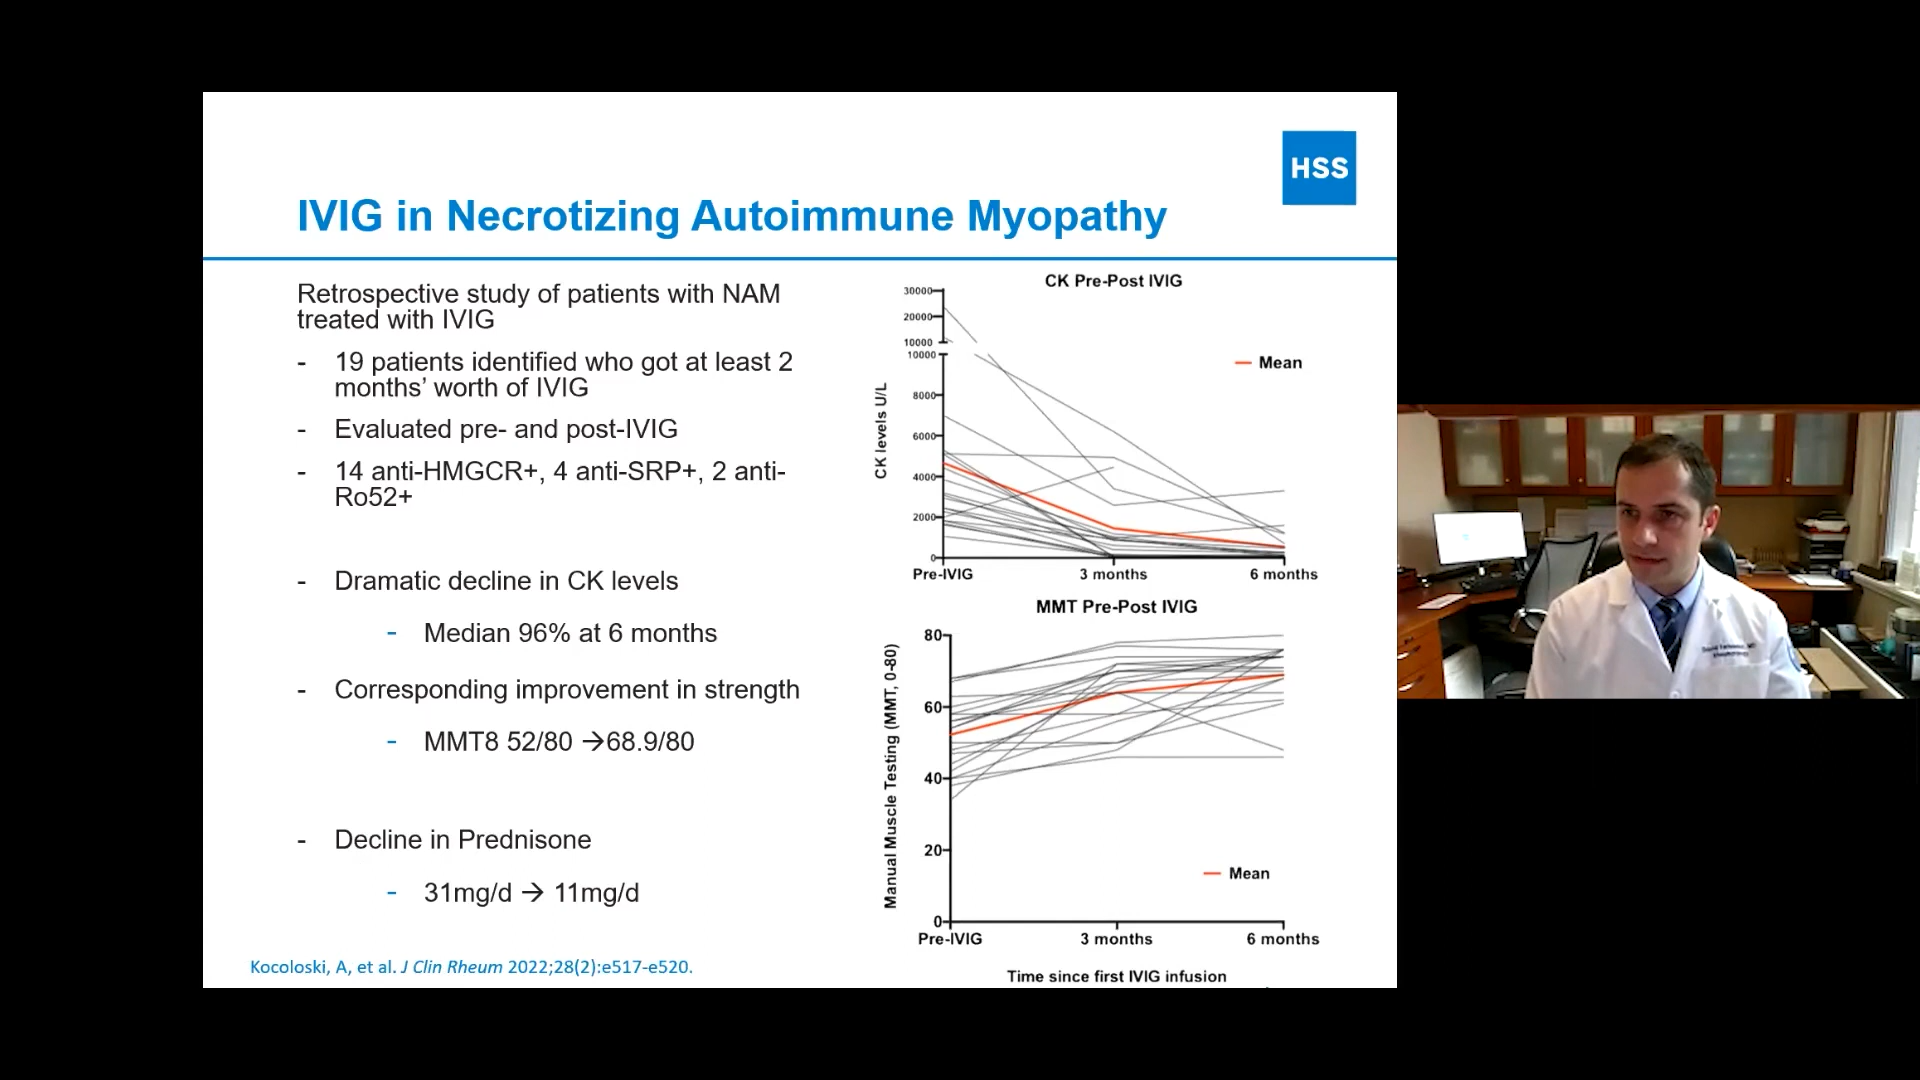 HSS
IVIG in Necrotizing Autoimmune Myopathy
Retrospective study of patients with NAM
treated with IVIG
- 19 patients identified who got at least 2
months’ worth of IVIG
- Evaluated pre- and post-IVIG
- 14 anti-HMGCR+, 4 anti-SRP+, 2 anti-
Ro52+
- Dramatic decline in CK levels
- Median 96% at 6 months
- Corresponding improvement in strength
- MMT8 52/80 →68.9/80
- Decline in Prednisone
- 31mg/d → 11mg/d
Kocoloski, A, et al. J Clin Rheum 2022;28(2):e517-e520.
CK Pre-Post IVIG
30000
20000
10000
10000
8000
6000
4000
2000
0
CK levels U/L
Mean
Pre-IVIG 3 months 6 months
MMT Pre-Post IVIG
80
60
40
20
0
Manual Muscle Testing (MMT, 0-80)
Mean
Pre-IVIG 3 months 6 months
Time since first IVIG infusion